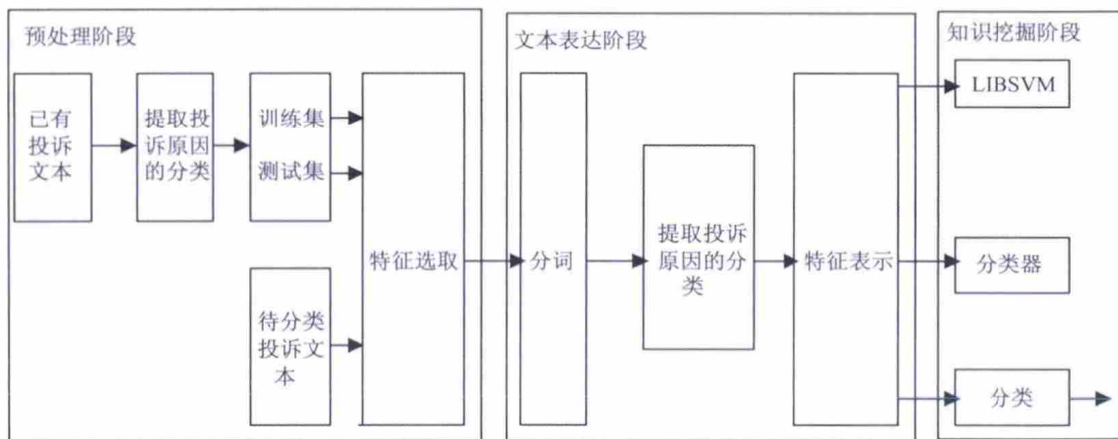 预处理阶段
已有
投诉
文本
提取投
诉原因
的分类
训练集
测试集
待分类
投诉文
本
特征选取
文本表达阶段
分词
提取投诉
原因的分
类
特征表示
知识挖掘阶段
LIBSVM
分类器
分类